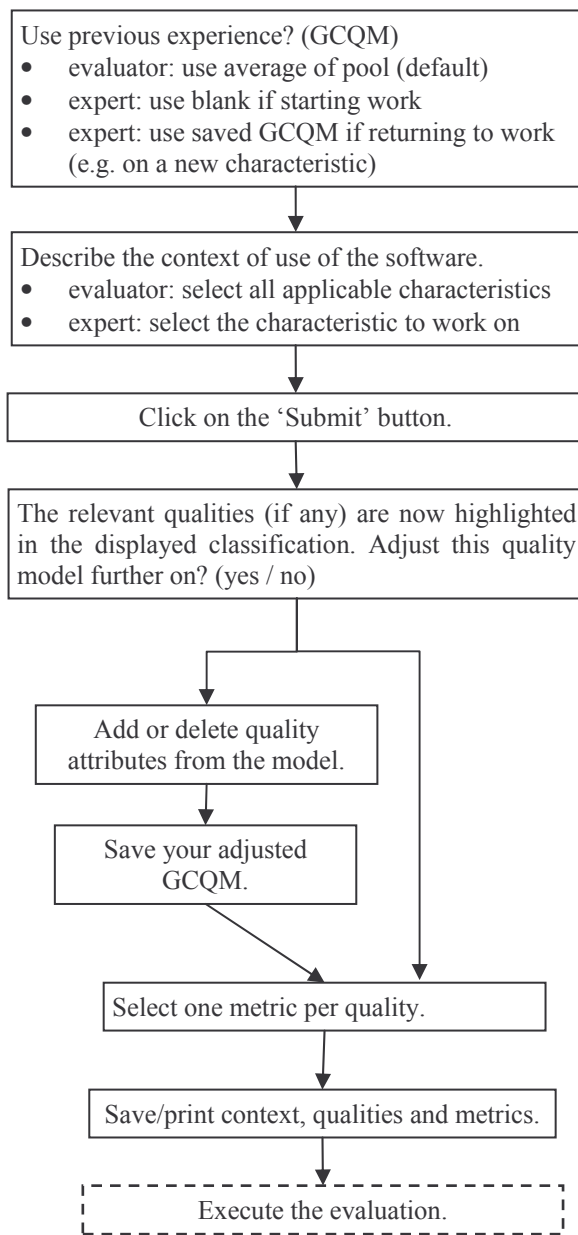 Use previous experience? (GCQM)
• evaluator: use average of pool (default)
• expert: use blank if starting work
• expert: use saved GCQM if returning to work
(e.g. on a new characteristic)
Describe the context of use of the software.
• evaluator: select all applicable characteristics
• expert: select the characteristic to work on
Click on the ‘Submit’ button.
The relevant qualities (if any) are now highlighted
in the displayed classification. Adjust this quality
model further on? (yes / no)
Add or delete quality
attributes from the model.
Save your adjusted
GCQM.
Select one metric per quality.
Save/print context, qualities and metrics.
Execute the evaluation.